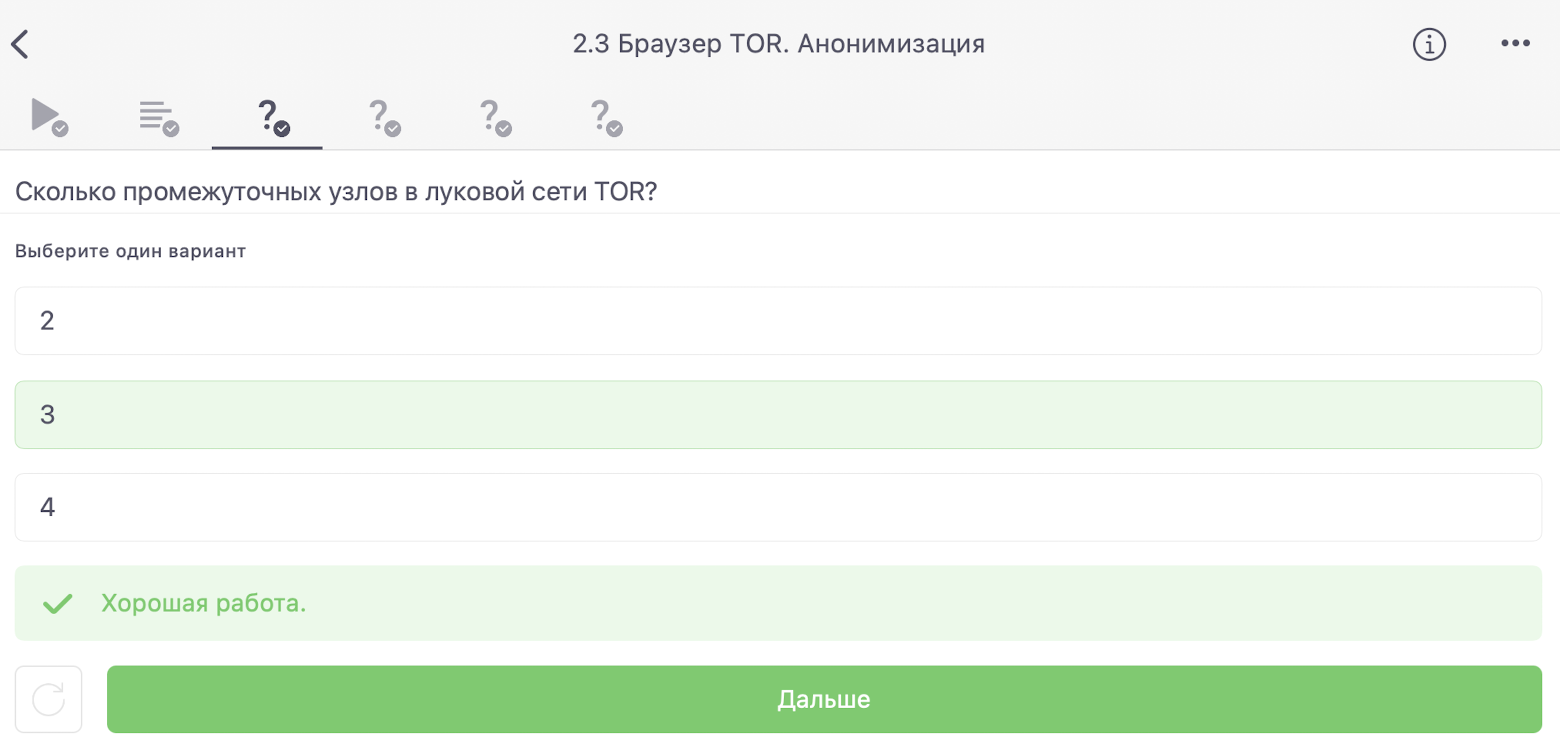 2.3 Браузер TOR. Анонимизация
Сколько промежуточных узлов в луковой сети TOR?
Выберите один вариант
2
3
4
Хорошая работа.
Дальше